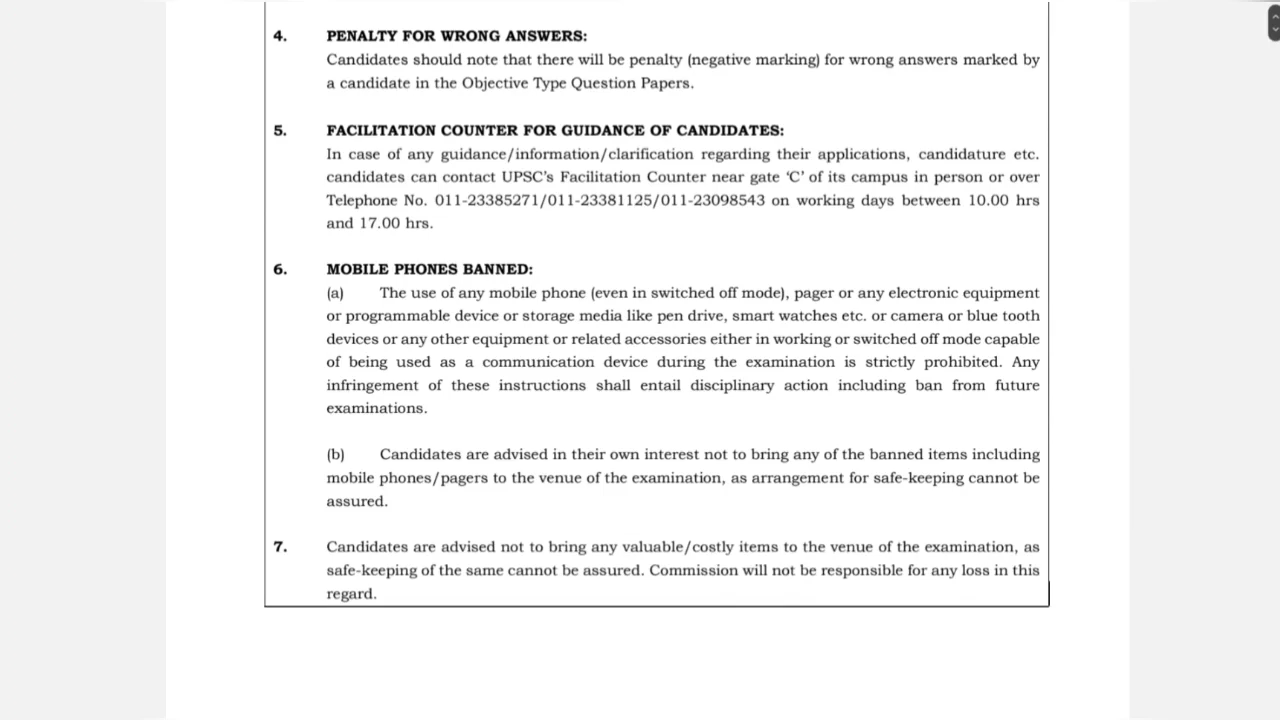 4. PENALTY FOR WRONG ANSWERS:
Candidates should note that there will be penalty (negative marking) for wrong answers marked by
a candidate in the Objective Type Question Papers.
5. FACILITATION COUNTER FOR GUIDANCE OF CANDIDATES:
In case of any guidance/information/clarification regarding their applications, candidature etc.
candidates can contact UPSC’s Facilitation Counter near gate ‘C’ of its campus in person or over
Telephone No. 011-23385271/011-23381125/011-23098543 on working days between 10.00 hrs
and 17.00 hrs.
6. MOBILE PHONES BANNED:
(a) The use of any mobile phone (even in switched off mode), pager or any electronic equipment
or programmable device or storage media like pen drive, smart watches etc. or camera or blue tooth
devices or any other equipment or related accessories either in working or switched off mode capable
of being used as a communication device during the examination is strictly prohibited. Any
infringement of these instructions shall entail disciplinary action including ban from future
examinations.
(b) Candidates are advised in their own interest not to bring any of the banned items including
mobile phones/pagers to the venue of the examination, as arrangement for safe-keeping cannot be
assured.
7. Candidates are advised not to bring any valuable/costly items to the venue of the examination, as
safe-keeping of the same cannot be assured. Commission will not be responsible for any loss in this
regard.